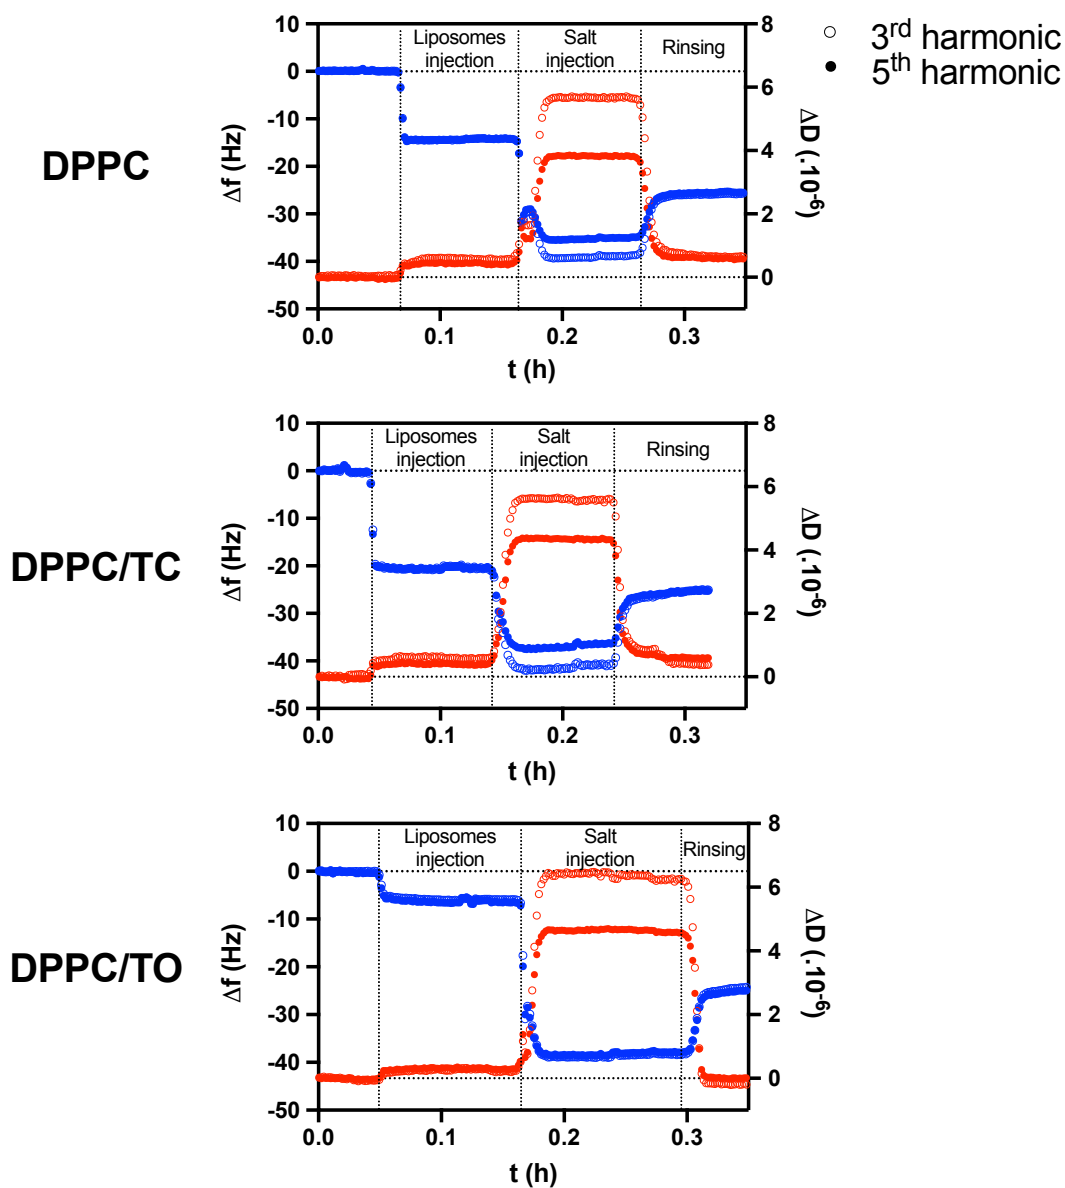 3rd harmonic
5th harmonic
DPPC
Δf (Hz)
10
0
-10
-20
-30
-40
-50
Liposomes
injection
Salt
injection
Rinsing
8
6
4
2
0
ΔD (.10-6)
0.0
0.1
0.2
0.3
t (h)
DPPC/TC
Δf (Hz)
10
0
-10
-20
-30
-40
-50
Liposomes
injection
Salt
injection
Rinsing
8
6
4
2
0
ΔD (.10-6)
0.0
0.1
0.2
0.3
t (h)
DPPC/TO
Δf (Hz)
10
0
-10
-20
-30
-40
-50
Liposomes
injection
Salt
injection
Rinsing
8
6
4
2
0
ΔD (.10-6)
0.0
0.1
0.2
0.3
t (h)